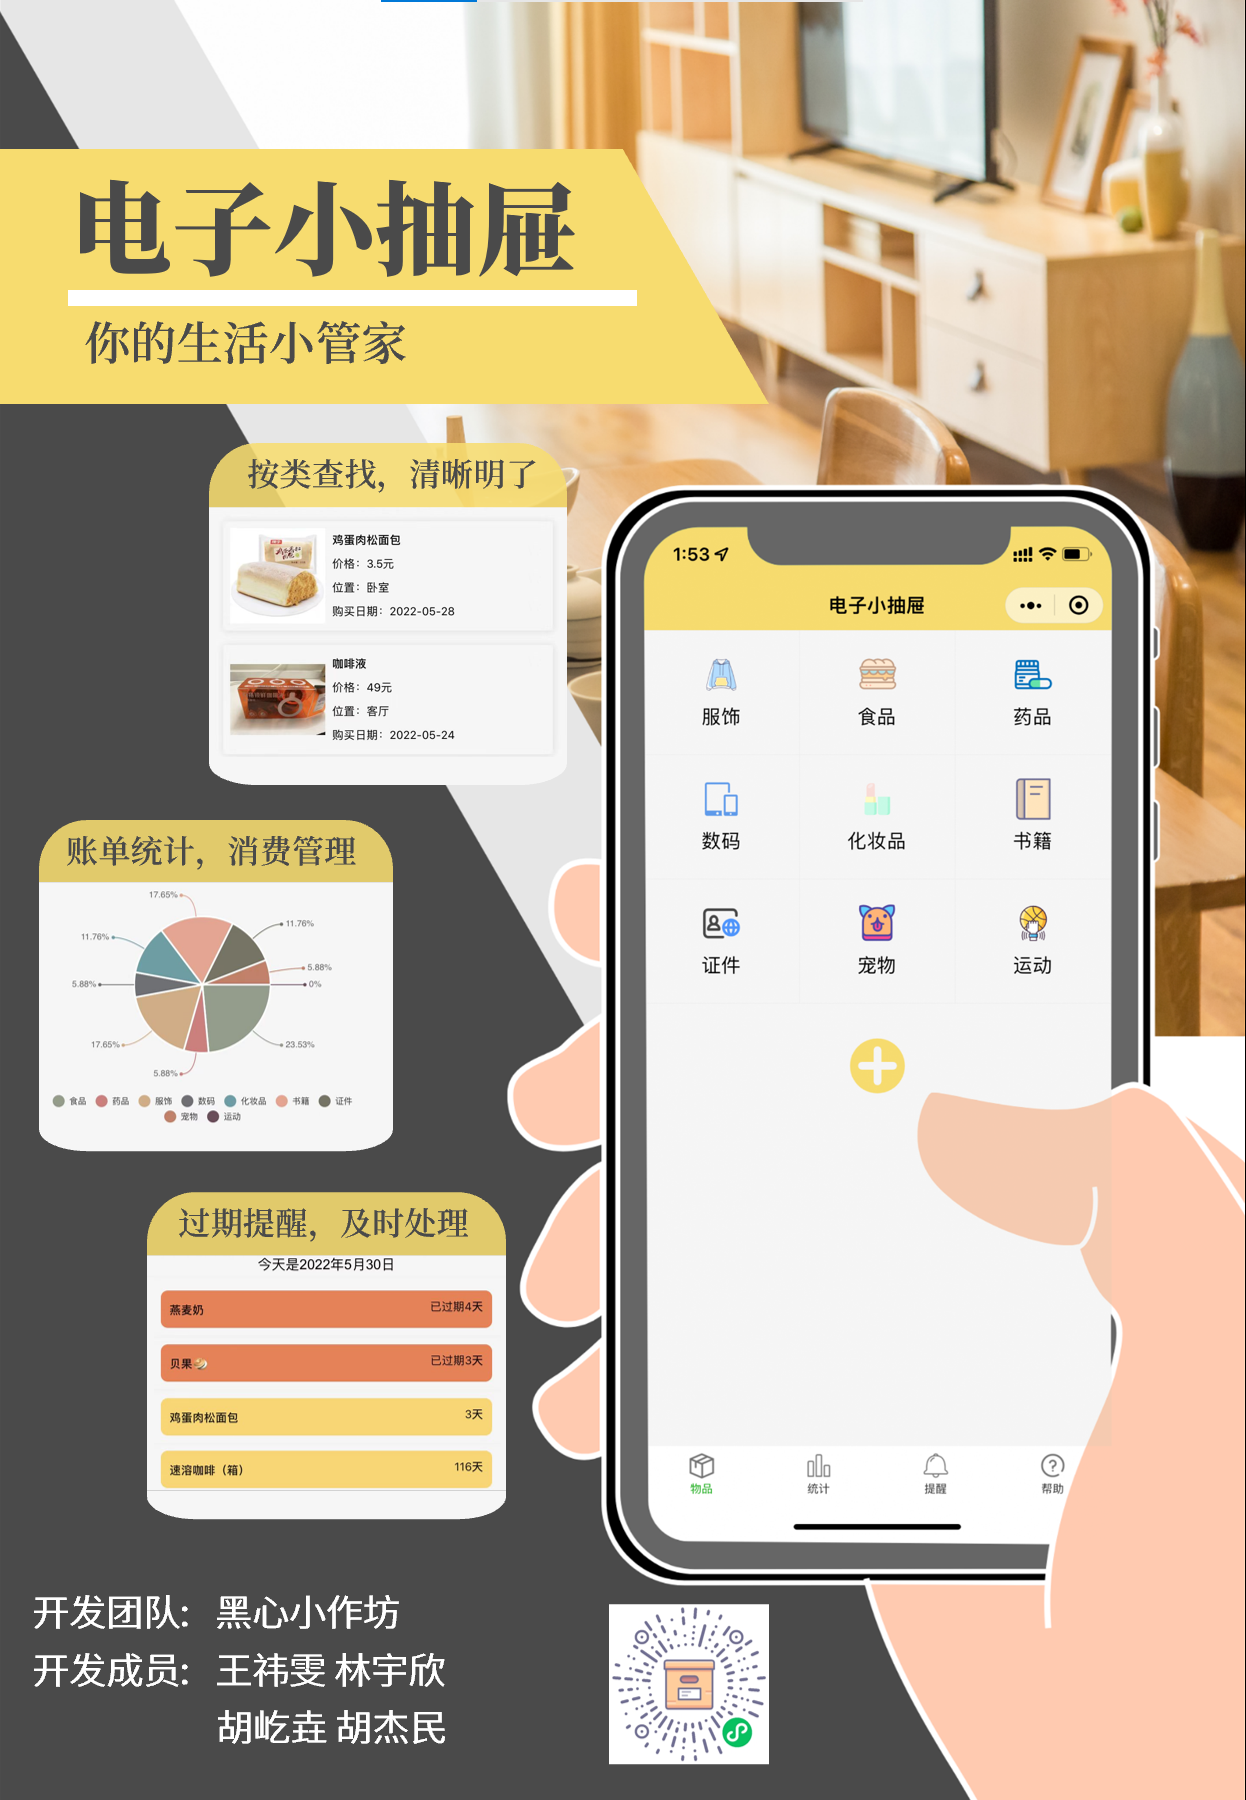 电子小抽屉
你的生活小管家
按类查找，清晰明了
鸡蛋肉松面包
价格：3.5元
位置：卧室
购买日期：2022-05-28
咖啡液
价格：49元
位置：客厅
购买日期：2022-05-24
1:53
电子小抽屉
服饰 食品 药品
数码 化妆品 书籍
证件 宠物 运动
物品 统计 提醒 帮助
账单统计，消费管理
17.65%
11.76%
11.76%
5.88%
5.88%
0%
17.65%
23.53%
5.88%
食品 药品 服饰 数码 化妆品 书籍 证件
宠物 运动
过期提醒，及时处理
今天是2022年5月30日
燕麦奶 已过期4天
贝果 已过期3天
鸡蛋肉松面包 3天
速溶咖啡（箱） 116天
开发团队：黑心小作坊
开发成员：王祎雯 林宇欣
胡屹垚 胡杰民